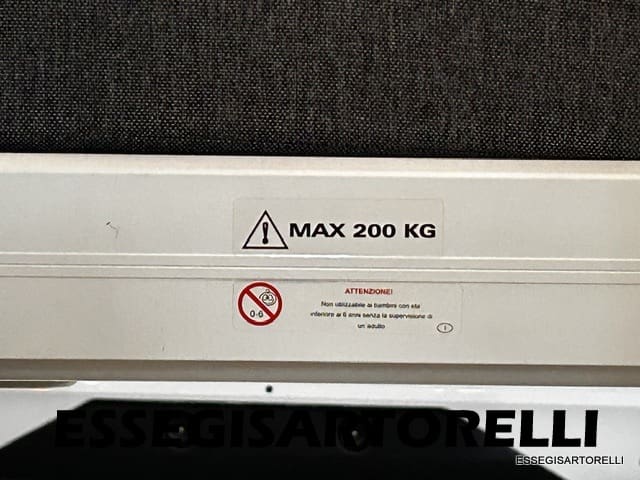 MAX 200 KG
ATTENZIONE!
0-6
Non utilizzabile ai bambini con eta
inferiore ai 6 anni senza la supervisione di
un adulto
I
ESSEGISARTORELLI
ESSEGISARTORELLI